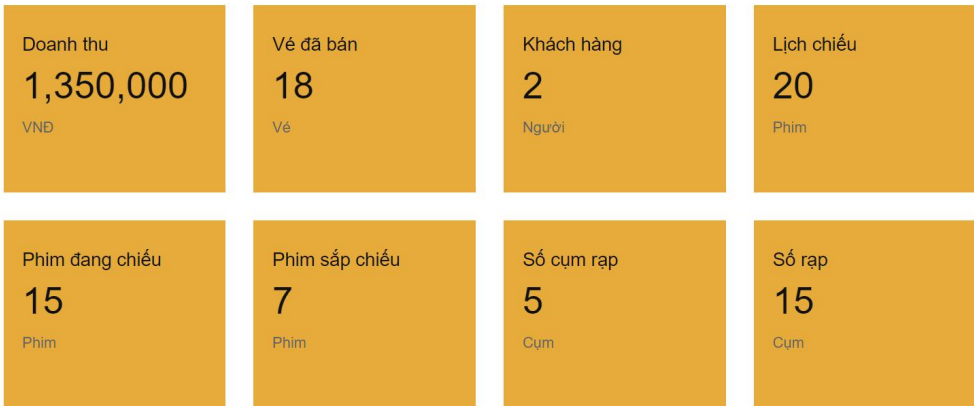 Doanh thu
1,350,000
VNĐ
Vé đã bán
18
Vé
Khách hàng
2
Người
Lịch chiếu
20
Phim
Phim đang chiếu
15
Phim
Phim sắp chiếu
7
Phim
Số cụm rạp
5
Cụm
Số rạp
15
Cụm